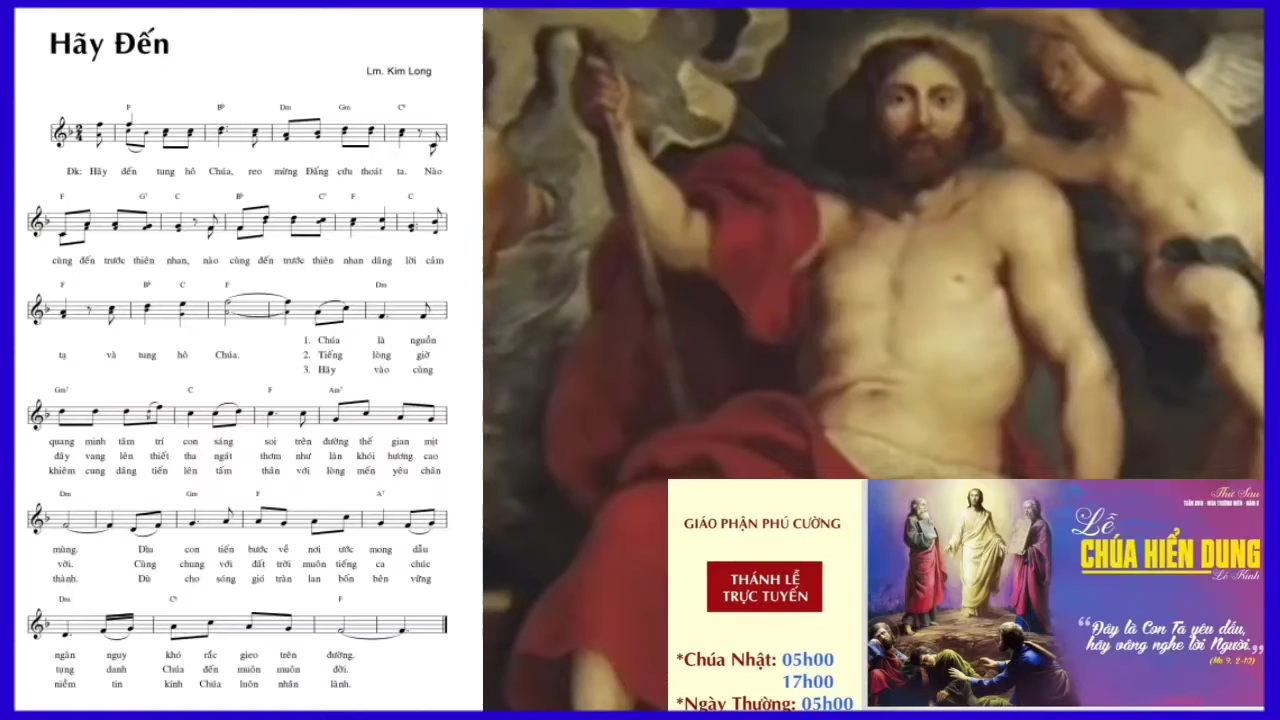 Hãy Đến
Lm. Kim Long
F Bb Dm Gm C9
Đk: Hãy đến tung hô Chúa, reo mừng Đấng cứu thoát ta. Nào
F G7 C Bb C7 F C
cùng đến trước thiên nhan, nào cùng đến trước thiên nhan dâng lời cảm
F Bb C F Dm
1. Chúa là nguồn
tạ và tung hô Chúa. 2. Tiếng lòng giờ
3. Hãy vào cùng
Gm7 C F Am7
quang minh tâm trí con sáng soi trên đường thế gian mịt
đây vang lên thiết tha ngát thơm như làn khói hương cao
khiêm cung dâng tiến lên tấm thân với lòng mến yêu chân
Dm Gm F A7
mùng. Dìu con tiến bước về nơi ước mong dẫu
vời. Cùng chung với đất trời muôn tiếng ca chúc
thành. Dù cho sóng gió tràn lan bốn bên vững
Dm C9 F
ngàn nguy khó rắc gieo trên đường.
tụng danh Chúa đến muôn muôn đời.
niềm tin kính Chúa luôn nhân lành.
GIÁO PHẬN PHÚ CƯỜNG
THÁNH LỄ
TRỰC TUYẾN
*Chúa Nhật: 05h00
17h00
*Ngày Thường: 05h00
Lễ
CHÚA HIỂN DUNG
Lễ Kính
“Đây là Con Ta yêu dấu,
hãy vâng nghe lời Người.”
(Mc 9, 2-10)